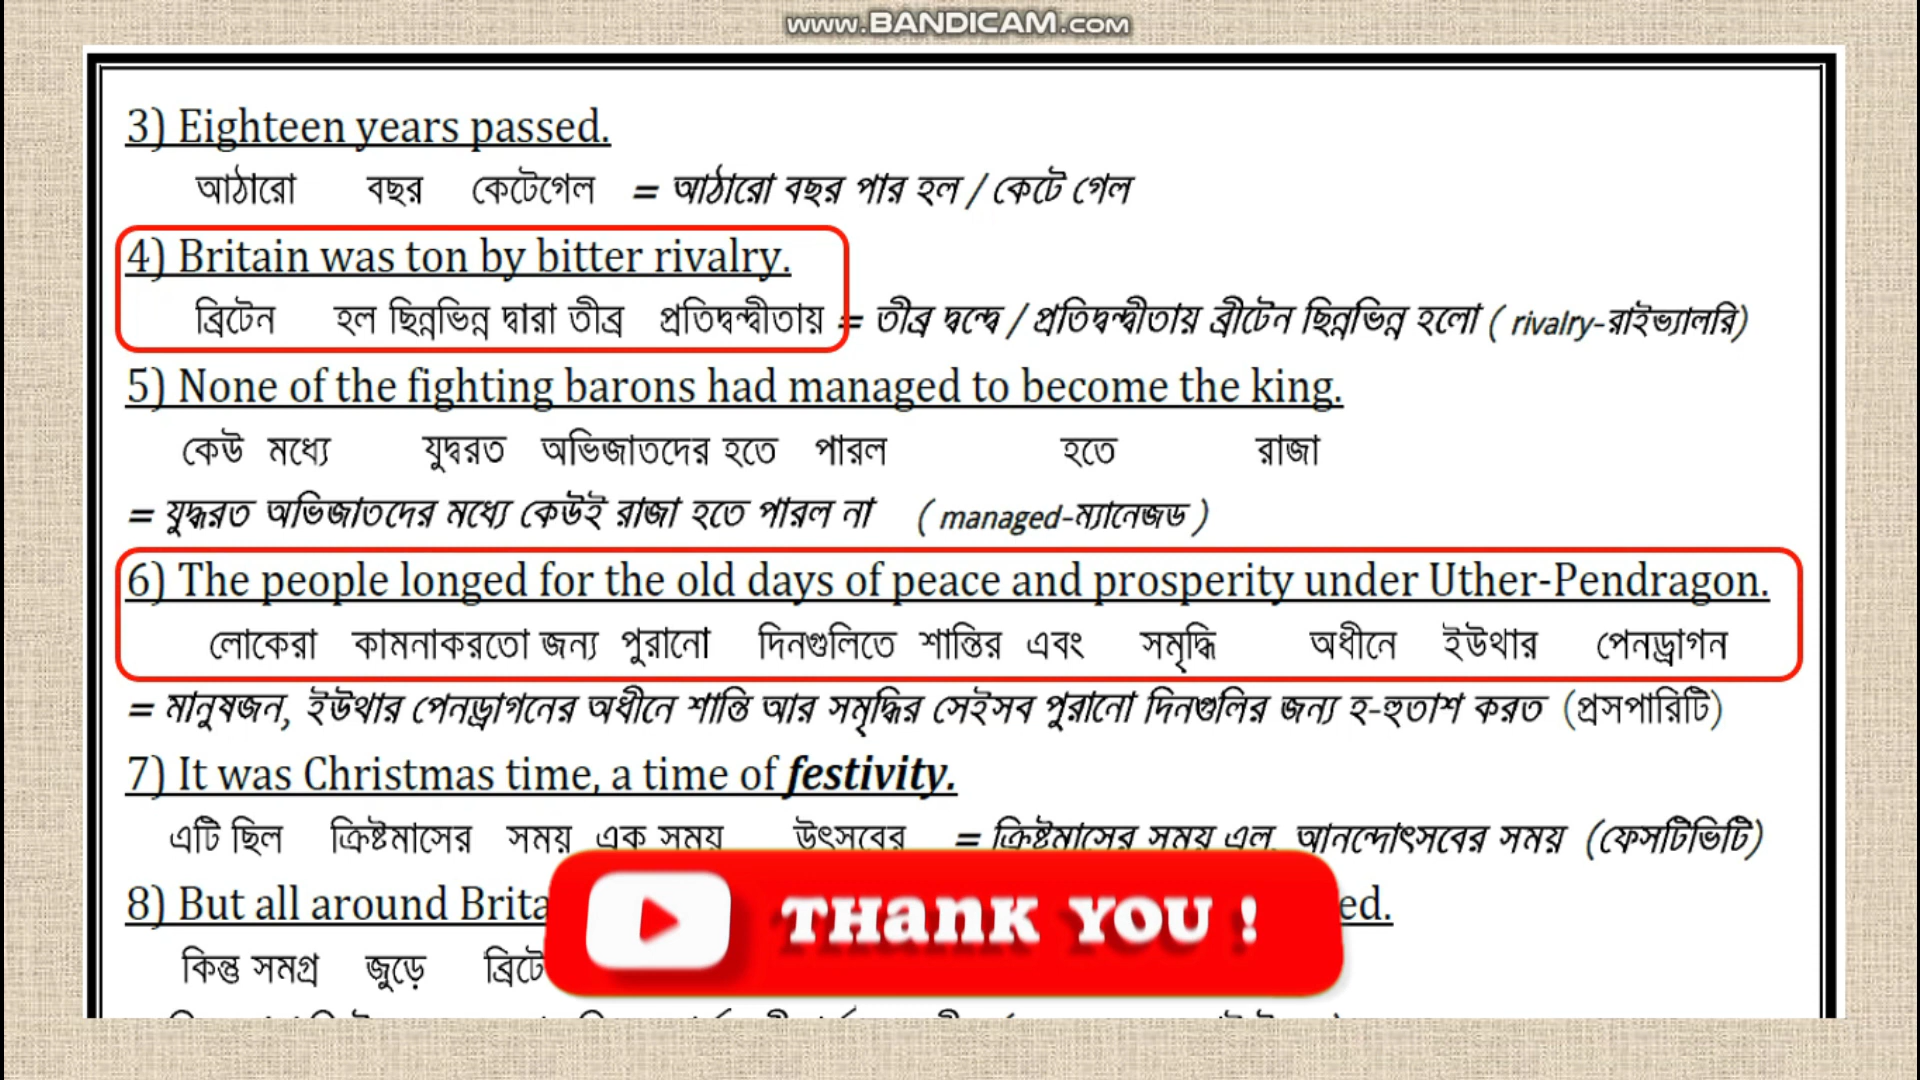 www.BANDICAM.com
3) Eighteen years passed.
আঠারো বছর কেটেগেল = আঠারো বছর পার হল / কেটে গেল
4) Britain was ton by bitter rivalry.
ব্রিটেন হল ছিন্নভিন্ন দ্বারা তীব্র প্রতিদ্বন্দ্বীতায় = তীব্র দ্বন্দ্বে / প্রতিদ্বন্দ্বীতায় ব্রীটেন ছিন্নভিন্ন হলো ( rivalry-রাইভ্যালরি)
5) None of the fighting barons had managed to become the king.
কেউ মধ্যে যুদ্বরত অভিজাতদের হতে পারল হতে রাজা
= যুদ্ধরত অভিজাতদের মধ্যে কেউই রাজা হতে পারল না ( managed-ম্যানেজড )
6) The people longed for the old days of peace and prosperity under Uther-Pendragon.
লোকেরা কামনাকরতো জন্য পুরানো দিনগুলিতে শান্তির এবং সমৃদ্ধি অধীনে ইউথার পেনড্রাগন
= মানুষজন, ইউথার পেনড্রাগনের অধীনে শান্তি আর সমৃদ্ধির সেইসব পুরানো দিনগুলির জন্য হ-হুতাশ করত (প্রসপারিটি)
7) It was Christmas time, a time of festivity.
এটি ছিল ক্রিষ্টমাসের সময় এক সময় উৎসবের = ক্রিষ্টমাসের সময় এল, আনন্দোৎসবের সময় (ফেসটিভিটি)
8) But all around Brita ed.
কিন্তু সমগ্র জুড়ে ব্রিটে
THANK YOU !